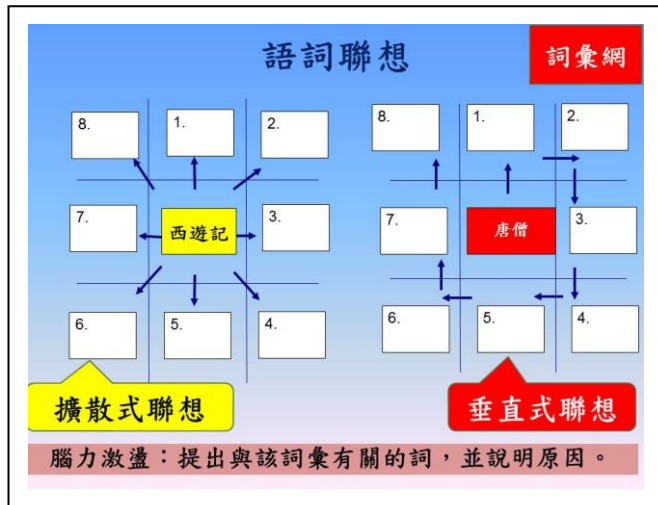 語詞聯想
詞彙網
8.
1.
2.
7.
西遊記
3.
6.
5.
4.
擴散式聯想
8.
1.
2.
7.
唐僧
3.
6.
5.
4.
垂直式聯想
腦力激盪：提出與該詞彙有關的詞，並說明原因。